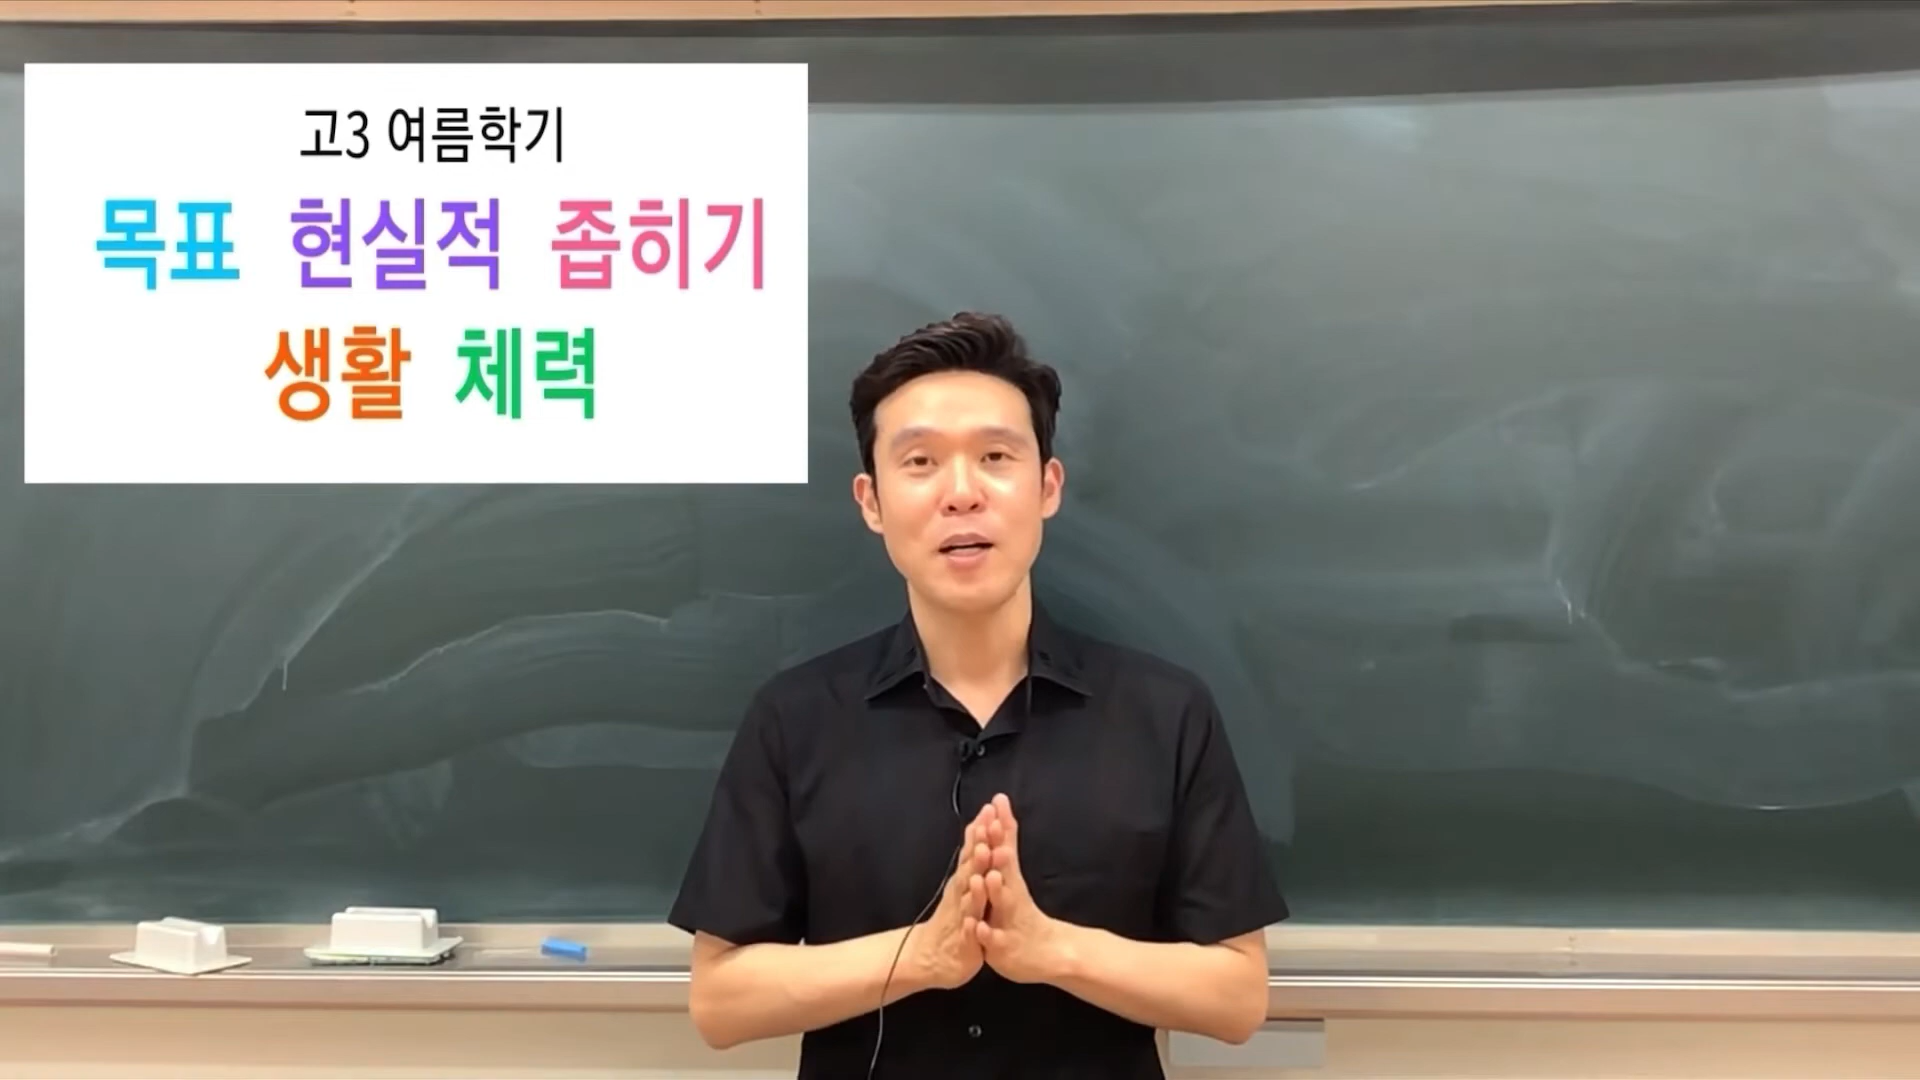 고3 여름학기
목표 현실적 좁히기
생활 체력